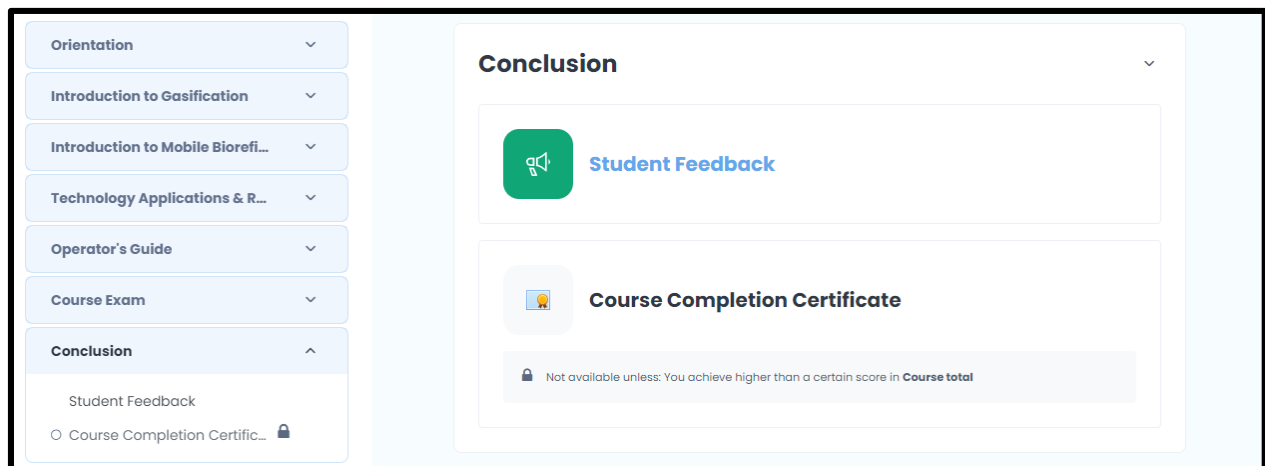 Orientation
Introduction to Gasification
Introduction to Mobile Biorefi...
Technology Applications & R...
Operator's Guide
Course Exam
Conclusion
Student Feedback
Course Completion Certific...
Conclusion
Student Feedback
Course Completion Certificate
Not available unless: You achieve higher than a certain score in Course total